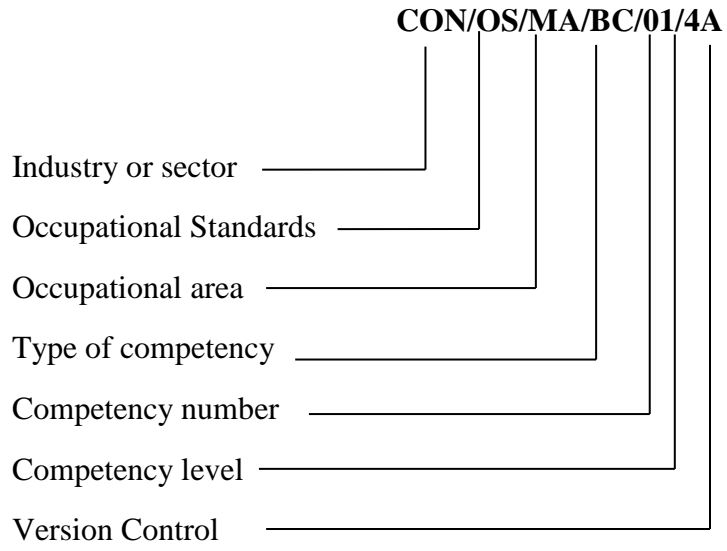 CON/OS/MA/BC/01/4A
Industry or sector
Occupational Standards
Occupational area
Type of competency
Competency number
Competency level
Version Control